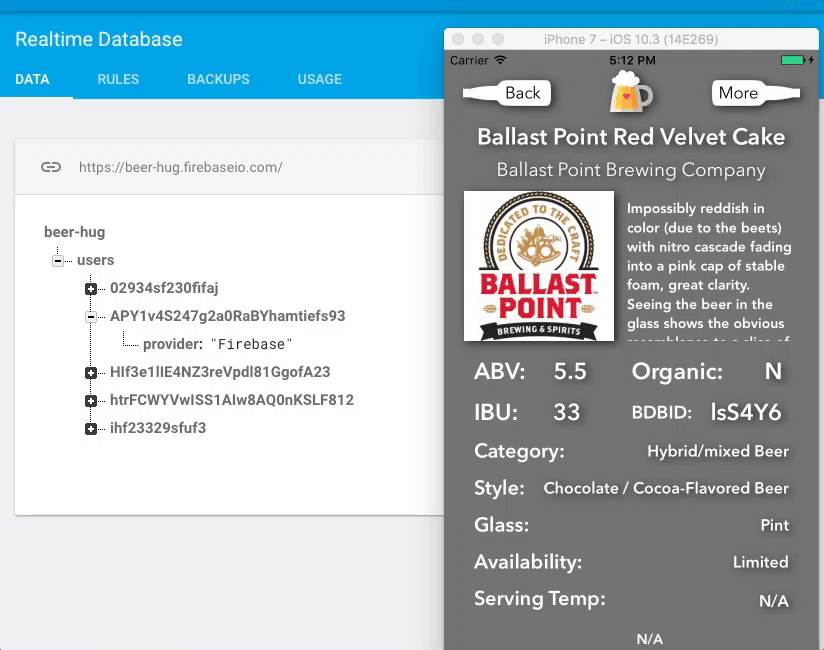 Realtime Database
DATA RULES BACKUPS USAGE
https://beer-hug.firebaseio.com/
beer-hug
users
02934sf230fifaj
APY1v4S247g2a0RaBYhamtiefs93
provider: "Firebase"
HIf3e1IIE4NZ3reVpdl81GgofA23
htrFCWYVwISS1AIw8AQ0nKSLF812
ihf23329sfuf3
iPhone 7 – iOS 10.3 (14E269)
Carrier 5:12 PM
Back More
Ballast Point Red Velvet Cake
Ballast Point Brewing Company
DEDICATED TO THE CRAFT
BALLAST
POINT
BREWING & SPIRITS
Impossibly reddish in
color (due to the beets)
with nitro cascade fading
into a pink cap of stable
foam, great clarity.
Seeing the beer in the
glass shows the obvious
resemblance to a slice of
ABV: 5.5 Organic: N
IBU: 33 BDBID: lsS4Y6
Category: Hybrid/mixed Beer
Style: Chocolate / Cocoa-Flavored Beer
Glass: Pint
Availability: Limited
Serving Temp: N/A
N/A